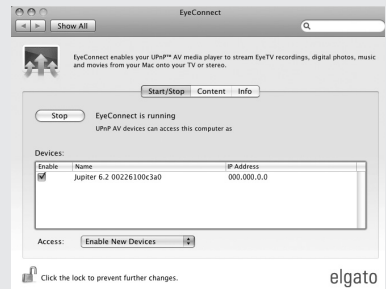 EyeConnect
Show All
EyeConnect enables your UPnP™ AV media player to stream EyeTV recordings, digital photos, music
and movies from your Mac onto your TV or stereo.
Start/Stop Content Info
Stop EyeConnect is running
UPnP AV devices can access this computer as
Devices:
Enable Name IP Address
Jupiter 6.2 00226100c3a0 000.000.0.0
Access: Enable New Devices
Click the lock to prevent further changes.
elgato